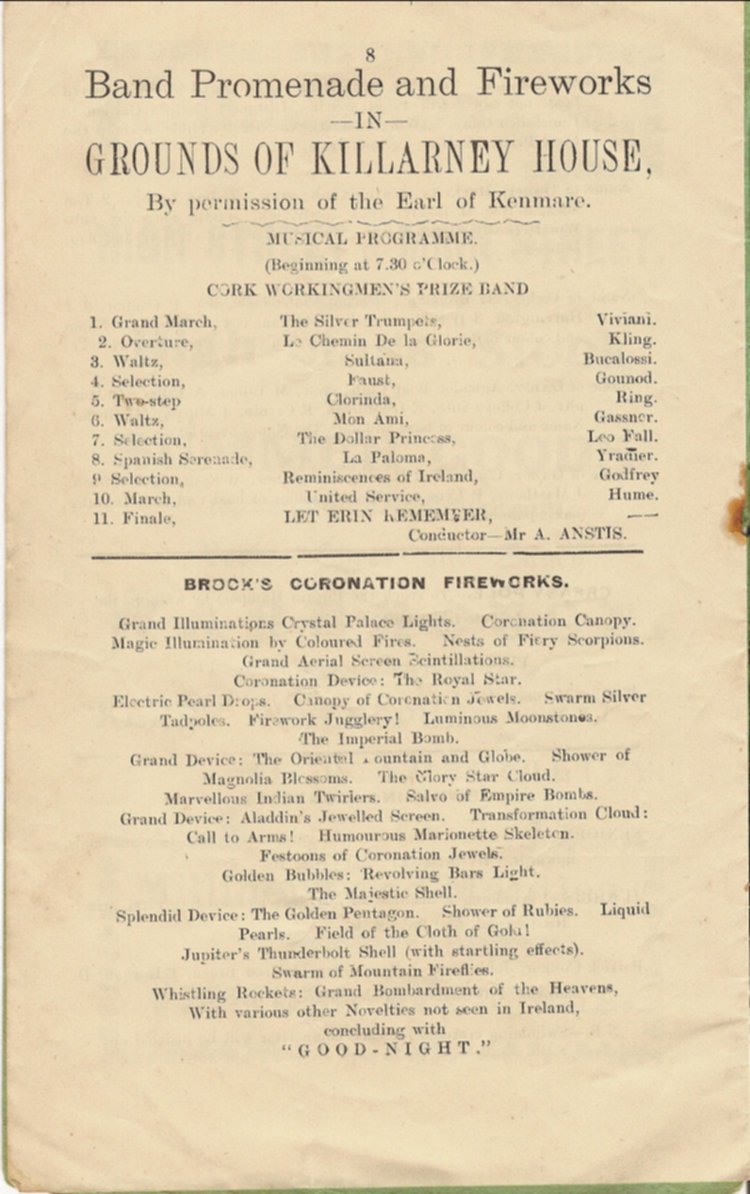 8
Band Promenade and Fireworks
—IN—
GROUNDS OF KILLARNEY HOUSE,
By permission of the Earl of Kenmare.
MUSICAL PROGRAMME.
(Beginning at 7.30 o'Clock.)
CORK WORKINGMEN'S PRIZE BAND
1. Grand March, The Silver Trumpets, Viviani.
2. Overture, Le Chemin De la Glorie, Kling.
3. Waltz, Sultana, Bucalossi.
4. Selection, Faust, Gounod.
5. Two-step Clorinda, Ring.
6. Waltz, Mon Ami, Gassner.
7. Selection, The Dollar Princess, Leo Fall.
8. Spanish Serenade, La Paloma, Yradier.
9 Selection, Reminiscences of Ireland, Godfrey
10. March, United Service, Hume.
11. Finale, LET ERIN REMEMBER, —
Conductor—Mr A. ANSTIS.
BROCK'S CORONATION FIREWORKS.
Grand Illuminations Crystal Palace Lights. Coronation Canopy.
Magic Illumination by Coloured Fires. Nests of Fiery Scorpions.
Grand Aerial Screen Scintillations.
Coronation Device: The Royal Star.
Electric Pearl Drops. Canopy of Coronation Jewels. Swarm Silver
Tadpoles. Firework Jugglery! Luminous Moonstones.
The Imperial Bomb.
Grand Device: The Oriental Fountain and Globe. Shower of
Magnolia Blossoms. The Glory Star Cloud.
Marvellous Indian Twirlers. Salvo of Empire Bombs.
Grand Device: Aladdin's Jewelled Screen. Transformation Cloud:
Call to Arms! Humourous Marionette Skeleton.
Festoons of Coronation Jewels.
Golden Bubbles: Revolving Bars Light.
The Majestic Shell.
Splendid Device: The Golden Pentagon. Shower of Rubies. Liquid
Pearls. Field of the Cloth of Gold!
Jupiter's Thunderbolt Shell (with startling effects).
Swarm of Mountain Fireflies.
Whistling Rockets: Grand Bombardment of the Heavens,
With various other Novelties not seen in Ireland,
concluding with
"GOOD-NIGHT."